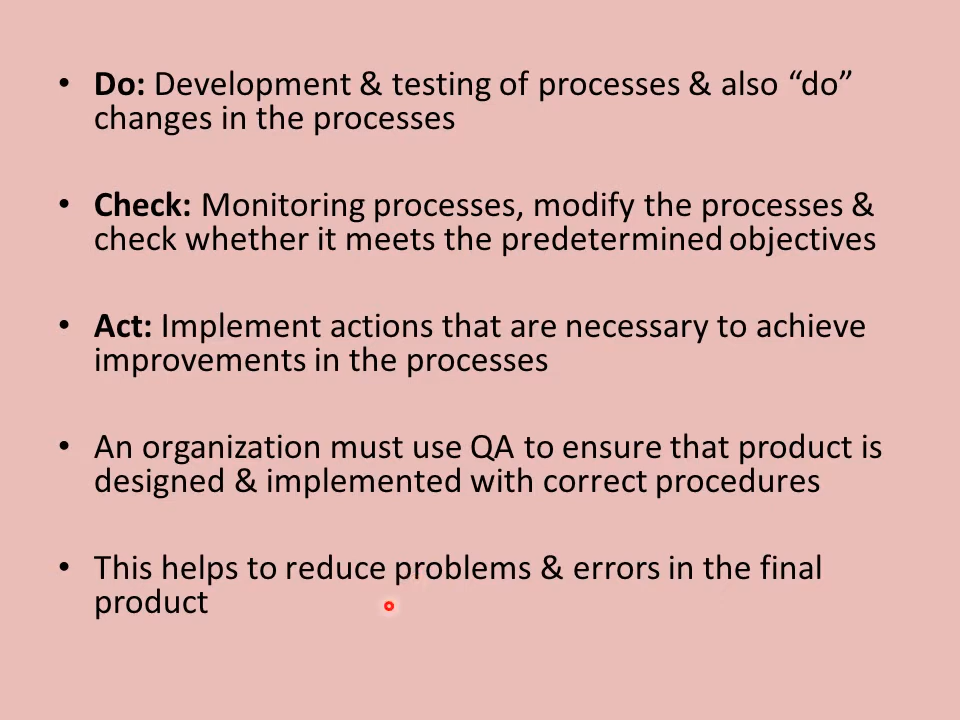 • Do: Development & testing of processes & also “do”
changes in the processes
• Check: Monitoring processes, modify the processes &
check whether it meets the predetermined objectives
• Act: Implement actions that are necessary to achieve
improvements in the processes
• An organization must use QA to ensure that product is
designed & implemented with correct procedures
• This helps to reduce problems & errors in the final
product